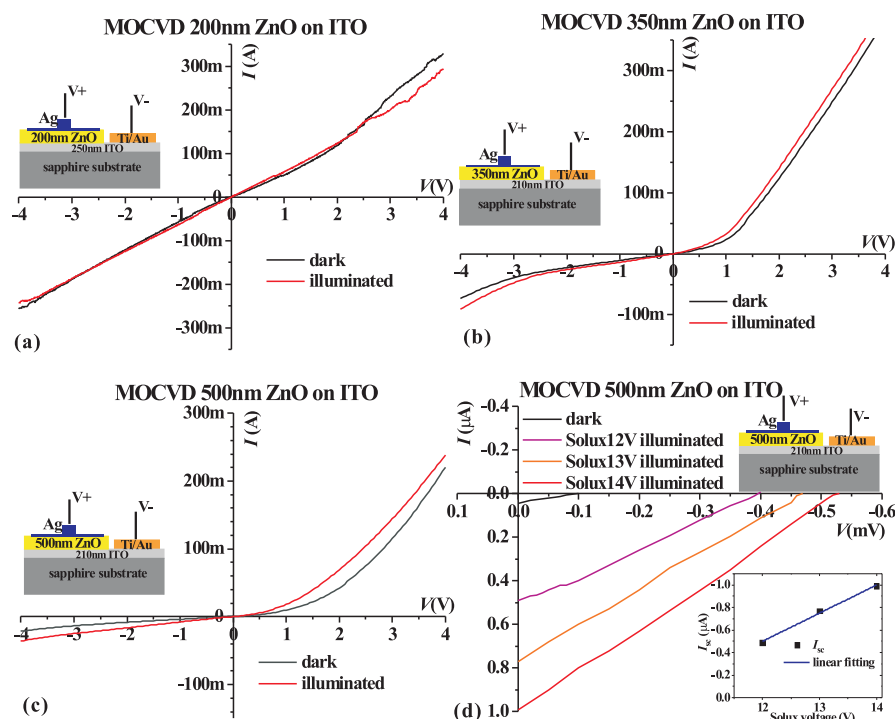 MOCVD 200nm ZnO on ITO
I (A)
300m
200m
100m
0
-100m
-200m
-300m
-4 -3 -2 -1 0 1 2 3 4
V(V)
V+
V-
Ag
200nm ZnO
Ti/Au
250nm ITO
sapphire substrate
dark
illuminated
(a)
MOCVD 350nm ZnO on ITO
I (A)
300m
200m
100m
0
-100m
-4 -3 -2 -1 0 1 2 3 4
V(V)
V+
V-
Ag
350nm ZnO
Ti/Au
210nm ITO
sapphire substrate
dark
illuminated
(b)
MOCVD 500nm ZnO on ITO
I (A)
300m
200m
100m
0
-100m
-4 -3 -2 -1 0 1 2 3 4
V(V)
V+
V-
Ag
500nm ZnO
Ti/Au
210nm ITO
sapphire substrate
dark
illuminated
(c)
MOCVD 500nm ZnO on ITO
I (μA)
-0.4
-0.2
0.0
0.2
0.4
0.6
0.8
1.0
0.1 -0.1 -0.2 -0.3 -0.4 -0.5 -0.6
V(mV)
dark
Solux12V illuminated
Solux13V illuminated
Solux14V illuminated
V+
V-
Ag
500nm ZnO
Ti/Au
210nm ITO
sapphire substrate
Isc (μA)
-1.0
-0.8
-0.6
-0.4
-0.2
0.0
12 13 14
Solux voltage (V)
Isc
linear fitting
(d)